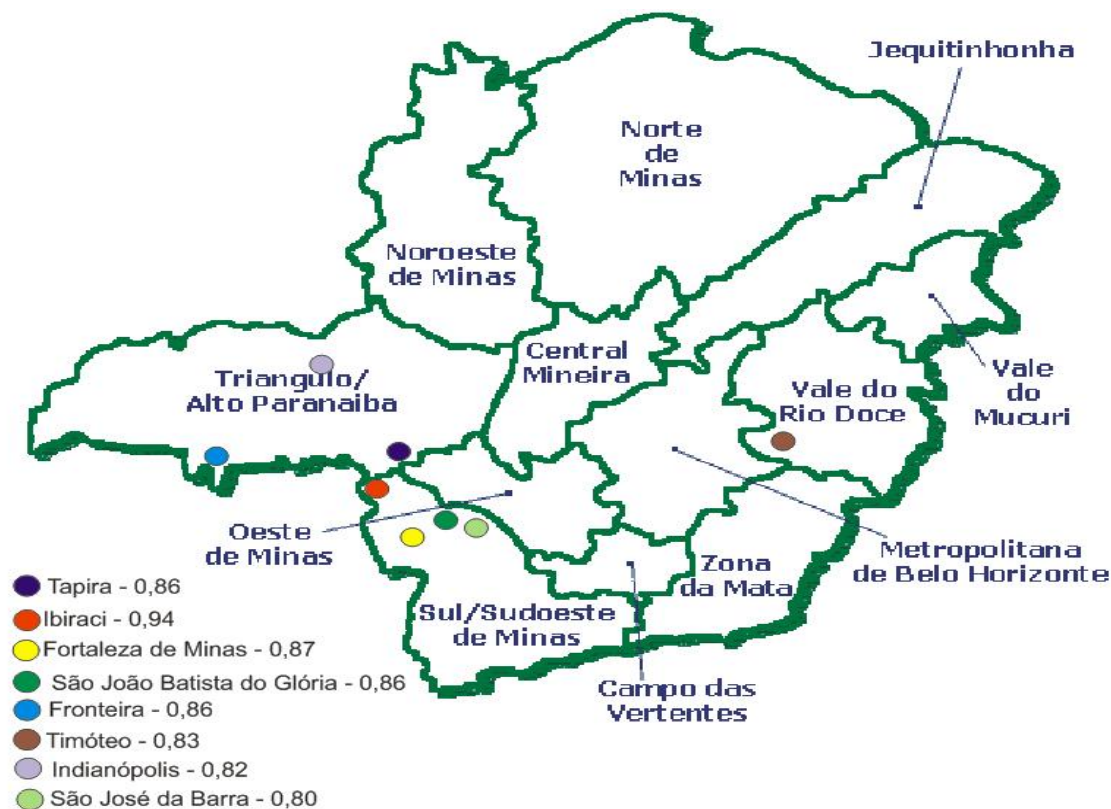 Jequitinhonha
Norte
de
Minas
Noroeste
de Minas
Central
Mineira
Triangulo/
Alto Paranaiba
Vale do
Rio Doce
Vale
do
Mucuri
Oeste
de Minas
Zona
da Mata
Metropolitana
de Belo Horizonte
Sul/Sudoeste
de Minas
Campo das
Vertentes
Tapira - 0,86
Ibiraci - 0,94
Fortaleza de Minas - 0,87
São João Batista do Glória - 0,86
Fronteira - 0,86
Timóteo - 0,83
Indianópolis - 0,82
São José da Barra - 0,80